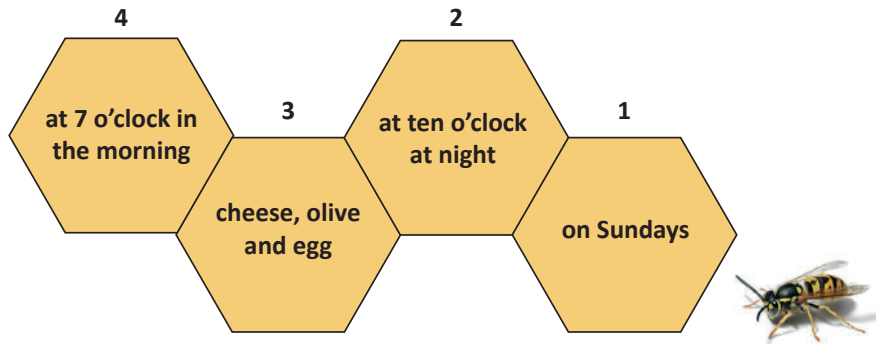 4
at 7 o’clock in
the morning
3
cheese, olive
and egg
2
at ten o’clock
at night
1
on Sundays